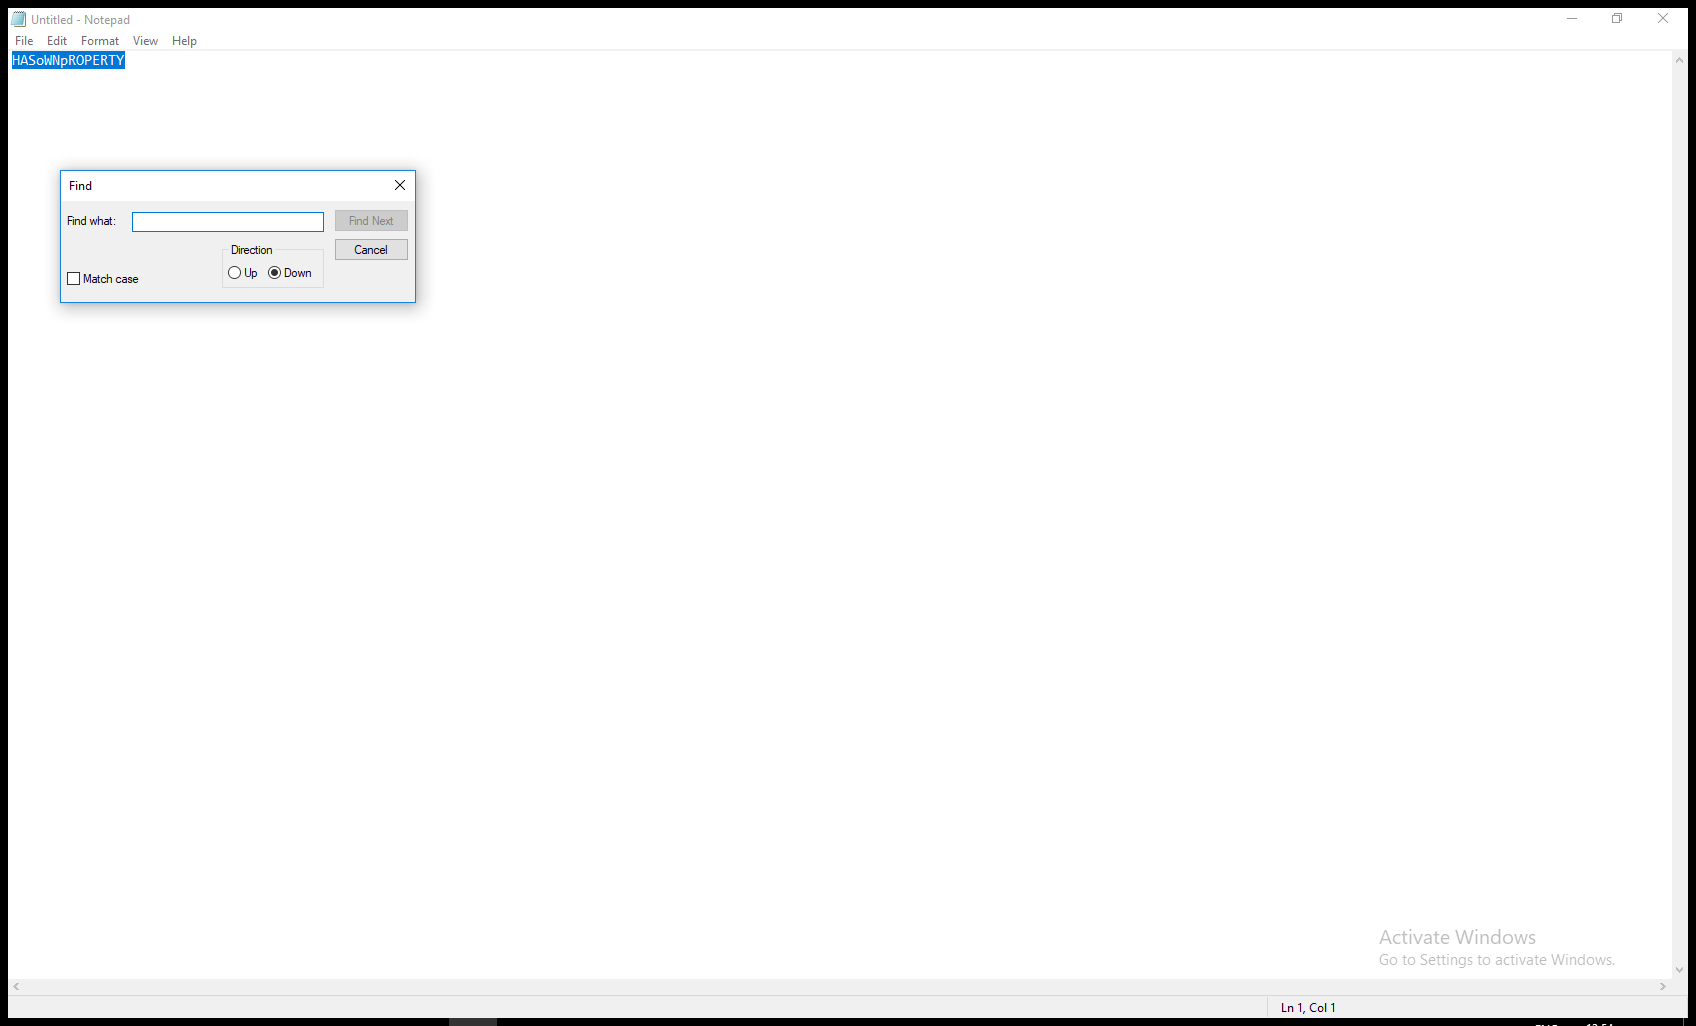 Untitled - Notepad
File Edit Format View Help
HASoWNpROPERTY
Find
Find what:
Find Next
Direction
Cancel
Up Down
Match case
Activate Windows
Go to Settings to activate Windows.
Ln 1, Col 1